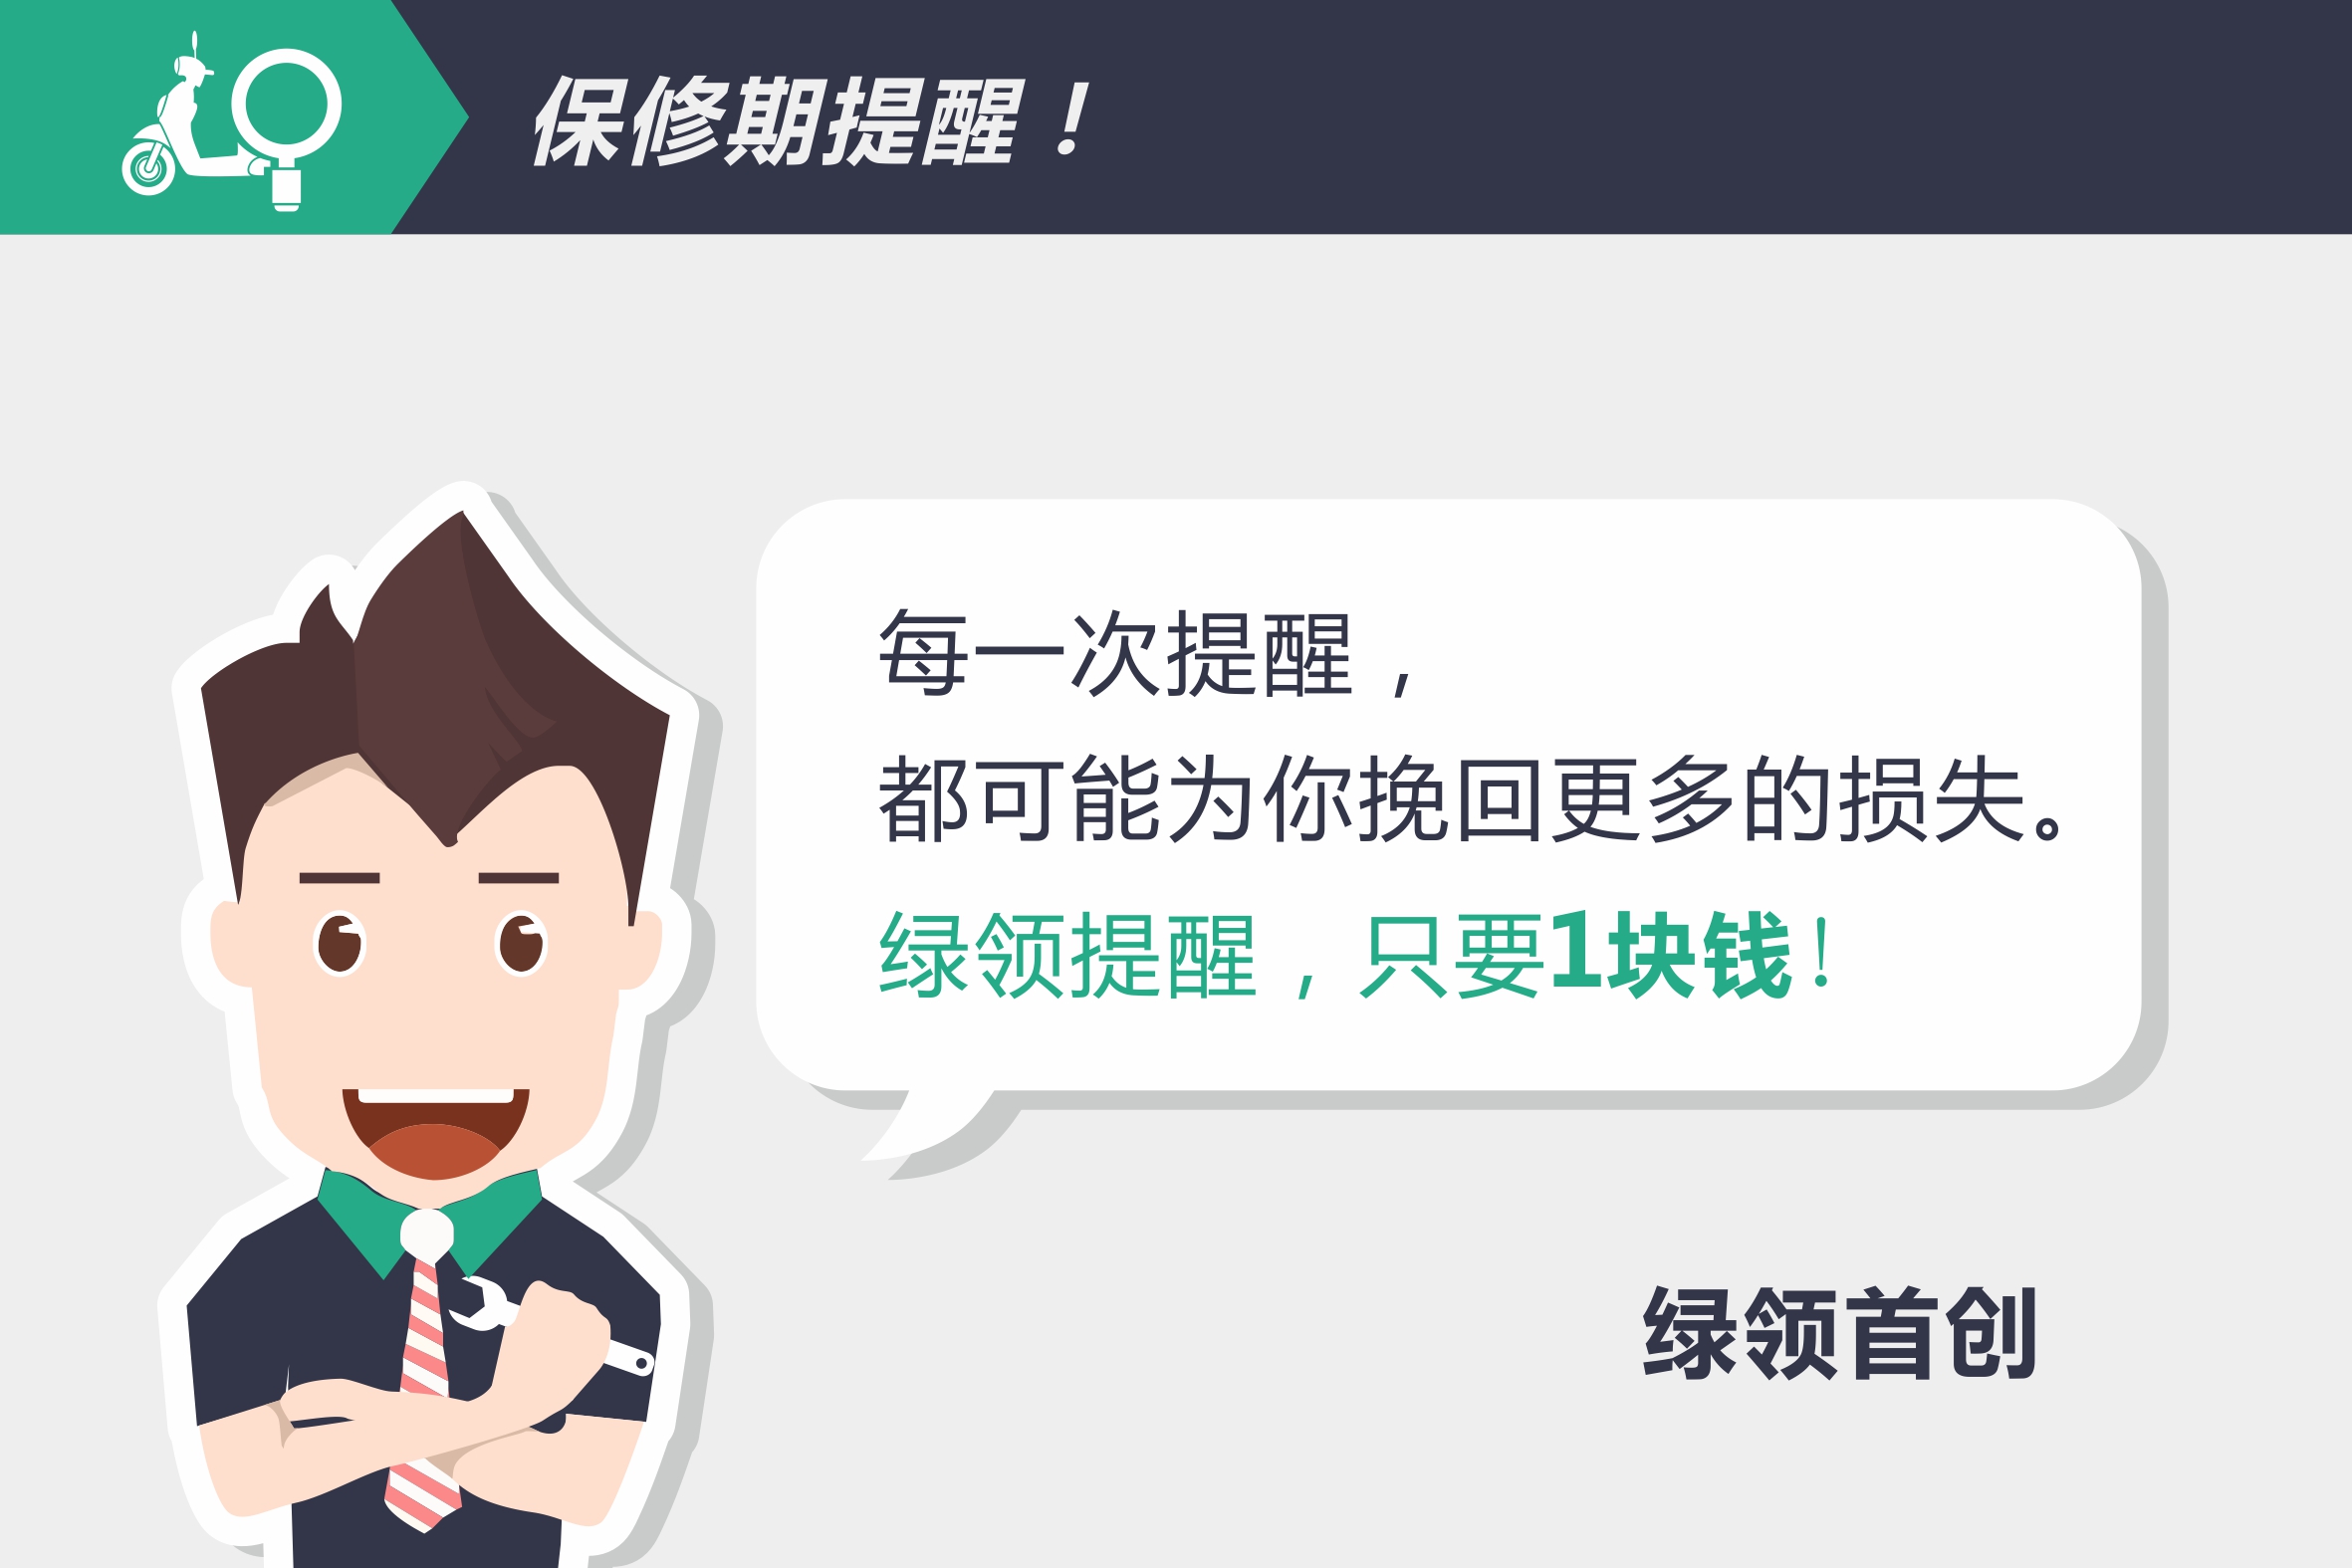 保修期提醒！
每一次提醒，
都可能为你换回更多的损失。
绿领提醒，只要1块钱！
绿领首创